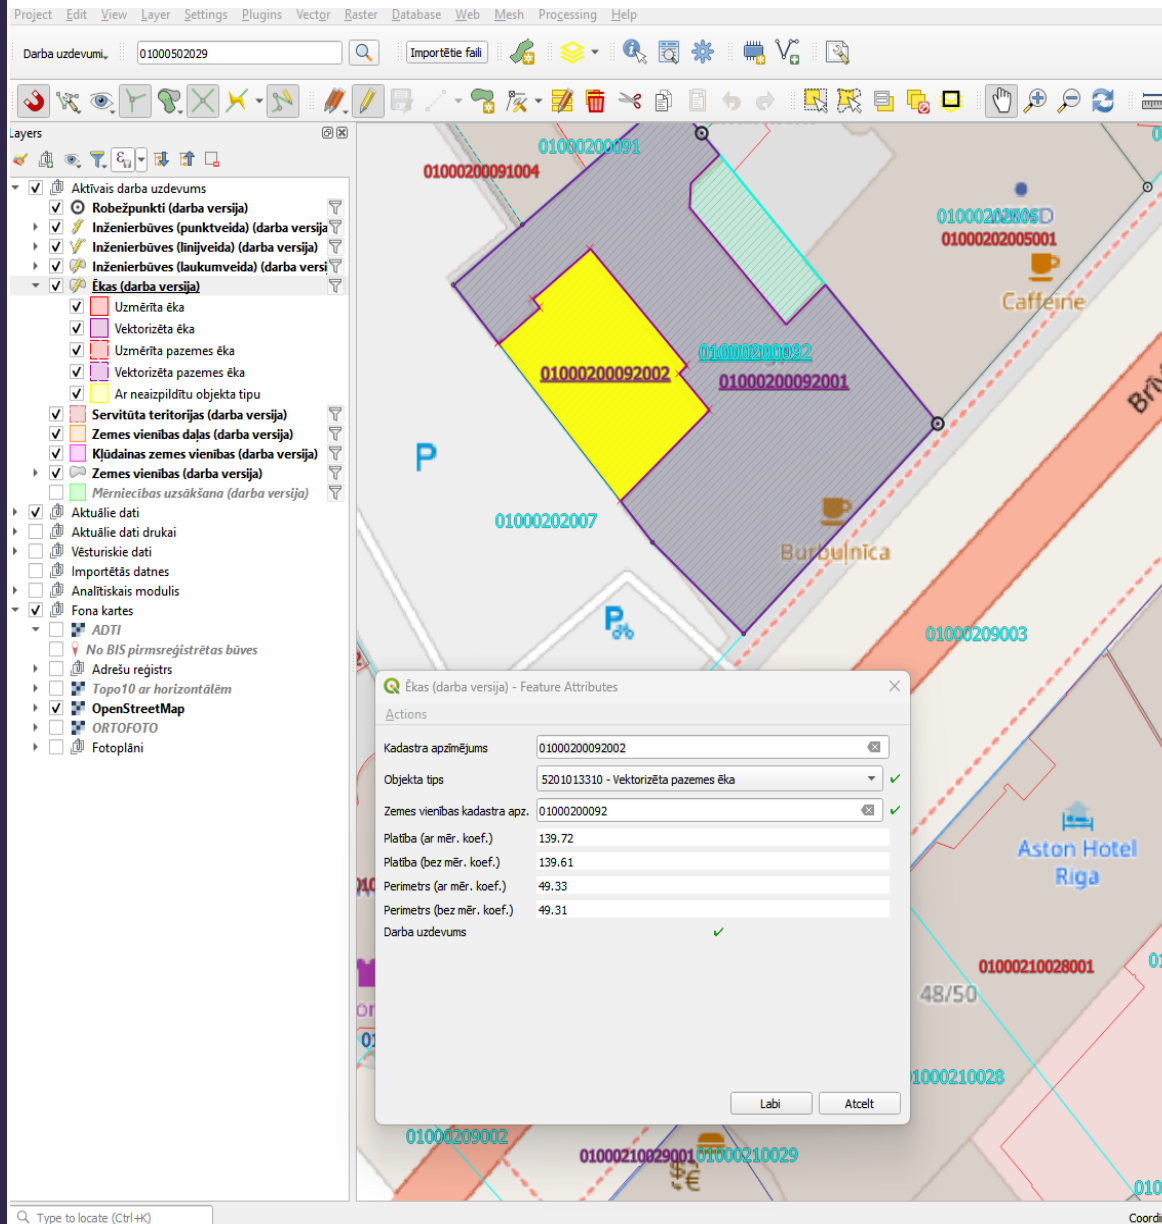 Project Edit View Layer Settings Plugins Vector Raster Database Web Mesh Processing Help
Darba uzdevumi... 01000502029 Importētie faili
Layers
Aktīvais darba uzdevums
Robežpunkti (darba versija)
Inženierbūves (punktveida) (darba versija
Inženierbūves (līnijveida) (darba versija)
Inženierbūves (laukumveida) (darba versi
Ēkas (darba versija)
Uzmērīta ēka
Vektorizēta ēka
Uzmērīta pazemes ēka
Vektorizēta pazemes ēka
Ar neaizpildītu objekta tipu
Servitūta teritorijas (darba versija)
Zemes vienības daļas (darba versija)
Kļūdainas zemes vienības (darba versija)
Zemes vienības (darba versija)
Mērniecības uzsākšana (darba versija)
Aktuālie dati
Aktuālie dati drukai
Vēsturiskie dati
Importētās datnes
Analītiskais modulis
Fona kartes
ADTI
No BIS pirmsreģistrētas būves
Adrešu reģistrs
Topo10 ar horizontālēm
OpenStreetMap
ORTOFOTO
Fotoplāni
01000200091
01000200091004
01000202005001
Caffeine
01000200092
01000200092002
01000200092001
P
01000202007
Burbuļnīca
P
01000209003
Ēkas (darba versija) - Feature Attributes
Actions
Kadastra apzīmējums 01000200092002
Objekta tips 5201013310 - Vektorizēta pazemes ēka
Zemes vienības kadastra apz. 01000200092
Platība (ar mēr. koef.) 139.72
Platība (bez mēr. koef.) 139.61
Perimetrs (ar mēr. koef.) 49.33
Perimetrs (bez mēr. koef.) 49.31
Darba uzdevums
Labi Atcelt
Aston Hotel
Riga
01000210028001
48/50
1000210028
01000209002
01000210029001
01000210029
$ €
010
Type to locate (Ctrl+K)
Coordi